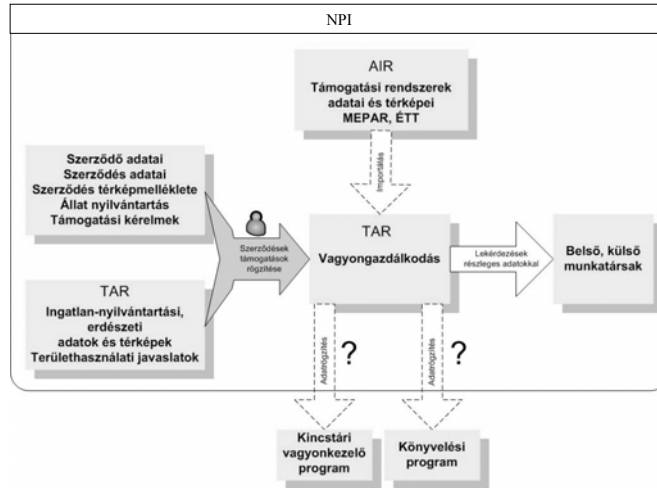 NPI
AIR
Támogatási rendszerek
adatai és térképei
MEPAR, ÉTT
Importálás
Szerződő adatai
Szerződés adatai
Szerződés térképmelléklete
Állat nyilvántartás
Támogatási kérelmek
Szerződések
támogatások
rögzítése
TAR
Vagyongazdálkodás
Lekérdezések
részleges adatokkal
Belső, külső
munkatársak
TAR
Ingatlan-nyilvántartási,
erdészeti
adatok és térképek
Területhasználati javaslatok
Adatrögzítés
?
Adatrögzítés
?
Kincstári
vagyonkezelő
program
Könyvelési
program